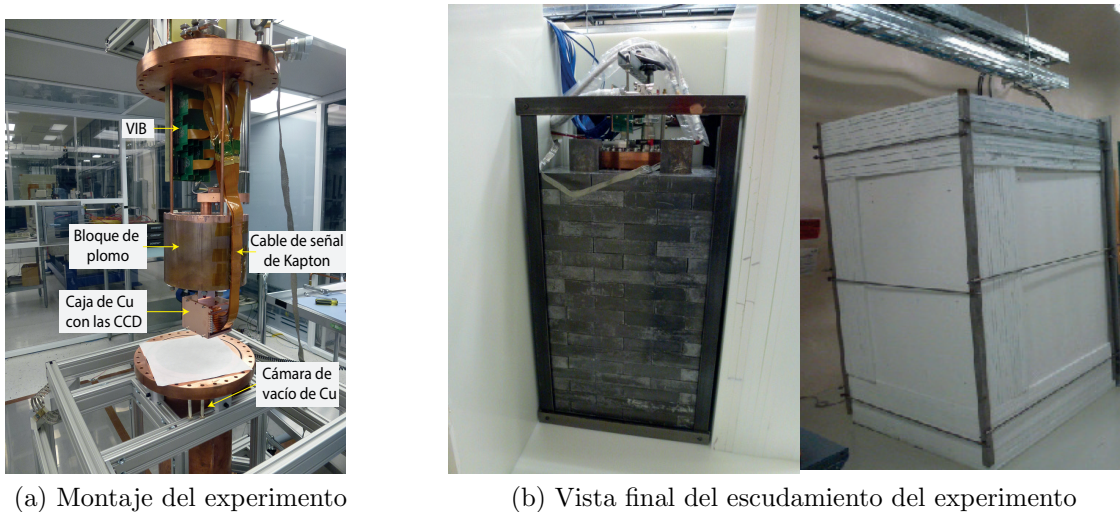 VIB
Bloque de
plomo
Cable de señal
de Kapton
Caja de Cu
con las CCD
Cámara de
vacío de Cu
(a) Montaje del experimento
(b) Vista final del escudamiento del experimento